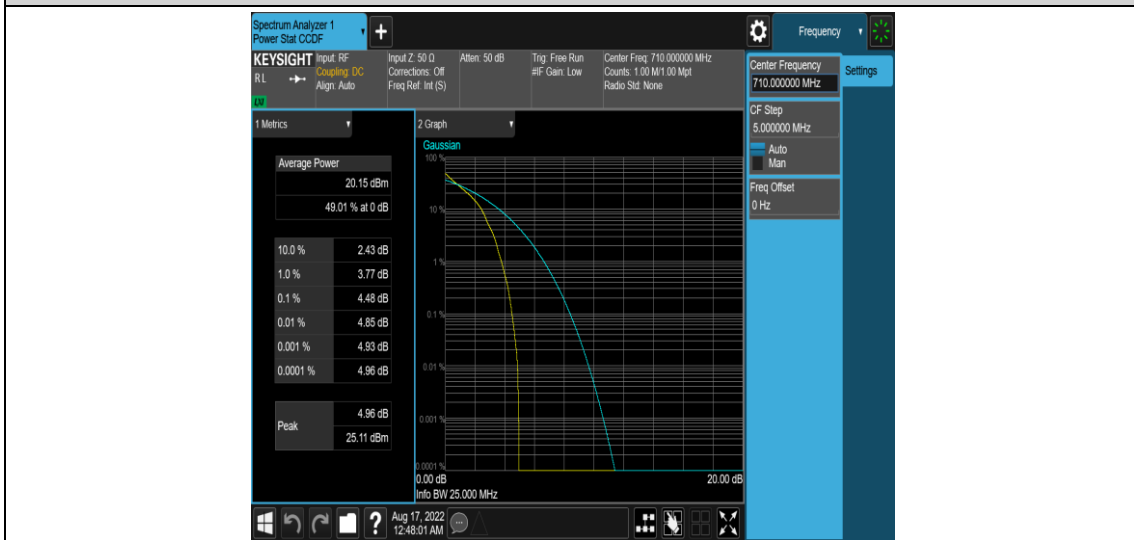 Spectrum Analyzer 1
Power Stat CCDF
+
Frequency
KEYSIGHT
RL
Input: RF
Coupling: DC
Align: Auto
Input Z: 50 Ω
Corrections: Off
Freq Ref: Int (S)
Atten: 50 dB
Trig: Free Run
#IF Gain: Low
Center Freq: 710.000000 MHz
Counts: 1.00 M/1.00 Mpt
Radio Std: None
Center Frequency
710.000000 MHz
Settings
CF Step
5.000000 MHz
Auto
Man
Freq Offset
0 Hz
1 Metrics
Average Power
20.15 dBm
49.01 % at 0 dB
10.0 % 2.43 dB
1.0 % 3.77 dB
0.1 % 4.48 dB
0.01 % 4.85 dB
0.001 % 4.93 dB
0.0001 % 4.96 dB
Peak
4.96 dB
25.11 dBm
2 Graph
Gaussian
100 %
10 %
1 %
0.1 %
0.01 %
0.001 %
0.0001 %
0.00 dB 20.00 dB
Info BW 25.000 MHz
?
Aug 17, 2022
12:48:01 AM